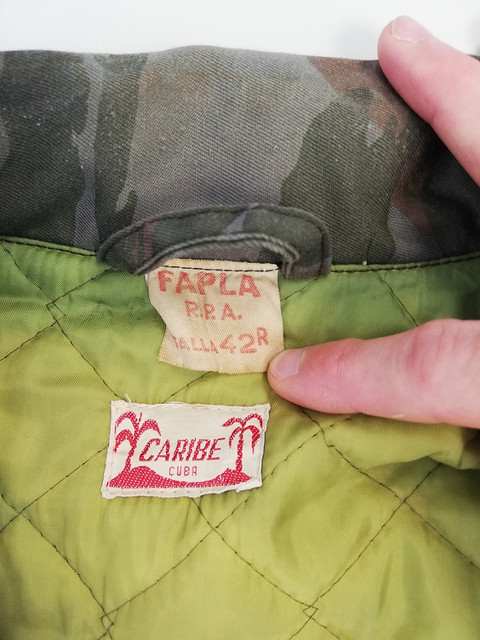 FAPLA
R.P.A.
TALLA 42R
CARIBE
CUBA